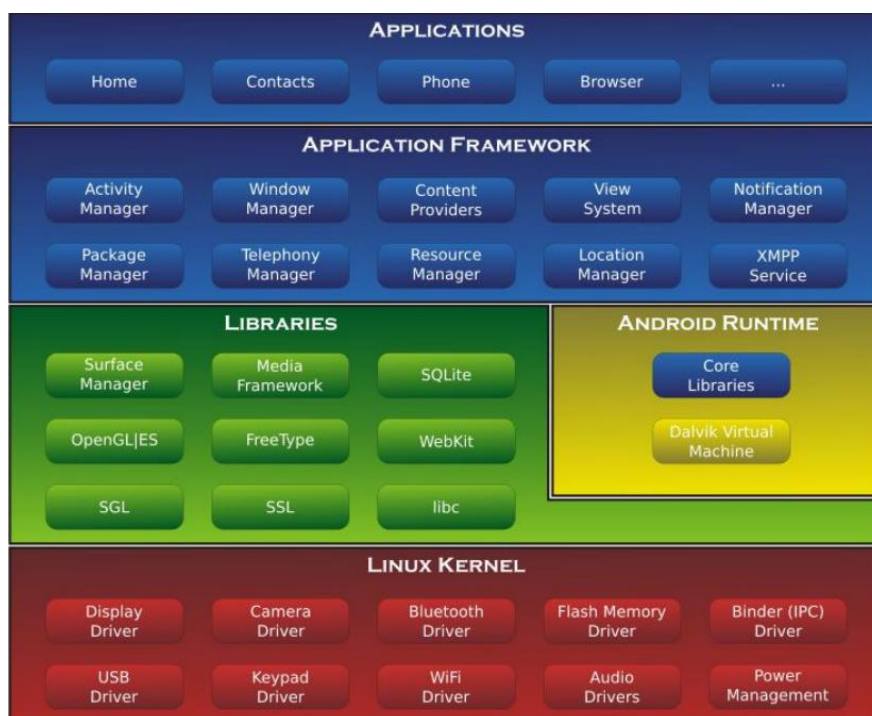 APPLICATIONS
Home
Contacts
Phone
Browser
...
APPLICATION FRAMEWORK
Activity
Manager
Window
Manager
Content
Providers
View
System
Notification
Manager
Package
Manager
Telephony
Manager
Resource
Manager
Location
Manager
XMPP
Service
LIBRARIES
Surface
Manager
Media
Framework
SQLite
OpenGL|ES
FreeType
WebKit
SGL
SSL
libc
ANDROID RUNTIME
Core
Libraries
Dalvik Virtual
Machine
LINUX KERNEL
Display
Driver
Camera
Driver
Bluetooth
Driver
Flash Memory
Driver
Binder (IPC)
Driver
USB
Driver
Keypad
Driver
WiFi
Driver
Audio
Drivers
Power
Management